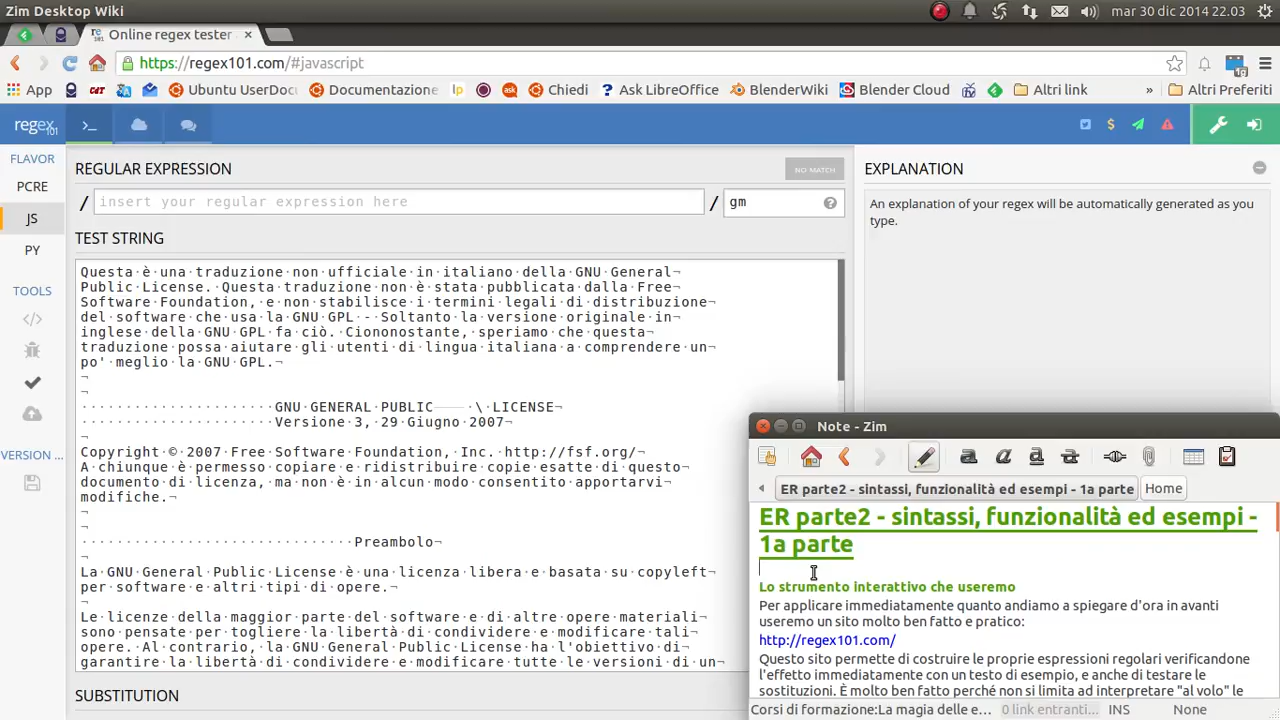 Zim Desktop Wiki
mar 30 dic 2014 22.03
Online regex tester
https://regex101.com/#javascript
App
Ubuntu UserDocu
Documentazione
lp
ask
Chiedi
? Ask LibreOffice
BlenderWiki
Blender Cloud
Altri link
»
Altri Preferiti
regex 101
FLAVOR
PCRE
JS
PY
TOOLS
VERSION ...
REGULAR EXPRESSION
NO MATCH
/ insert your regular expression here / gm
TEST STRING
Questa·è·una·traduzione·non·ufficiale·in·italiano·della·GNU·General¬
Public·License.·Questa·traduzione·non·è·stata·pubblicata·dalla·Free¬
Software·Foundation,·e·non·stabilisce·i·termini·legali·di·distribuzione¬
del·software·che·usa·la·GNU·GPL·-·Soltanto·la·versione·originale·in¬
inglese·della·GNU·GPL·fa·ciò.·Ciononostante,·speriamo·che·questa¬
traduzione·possa·aiutare·gli·utenti·di·lingua·italiana·a·comprendere·un¬
po'·meglio·la·GNU·GPL.¬
¬
¬
·····················GNU·GENERAL·PUBLIC \·LICENSE¬
·····················Versione·3,·29·Giugno·2007¬
¬
Copyright·©·2007·Free·Software·Foundation,·Inc.·http://fsf.org/¬
A·chiunque·è·permesso·copiare·e·ridistribuire·copie·esatte·di·questo¬
documento·di·licenza,·ma·non·è·in·alcun·modo·consentito·apportarvi¬
modifiche.¬
¬
¬
······························Preambolo¬
¬
La·GNU·General·Public·License·è·una·licenza·libera·e·basata·su·copyleft¬
per·software·e·altri·tipi·di·opere.¬
¬
Le·licenze·della·maggior·parte·del·software·e·di·altre·opere·materiali¬
sono·pensate·per·togliere·la·libertà·di·condividere·e·modificare·tali¬
opere.·Al·contrario,·la·GNU·General·Public·License·ha·l'obiettivo·di¬
garantire·la·libertà·di·condividere·e·modificare·tutte·le·versioni·di·un¬
SUBSTITUTION
EXPLANATION
An explanation of your regex will be automatically generated as you
type.
Note - Zim
ER parte2 - sintassi, funzionalità ed esempi - 1a parte
Home
ER parte2 - sintassi, funzionalità ed esempi -
1a parte
Lo strumento interattivo che useremo
Per applicare immediatamente quanto andiamo a spiegare d'ora in avanti
useremo un sito molto ben fatto e pratico:
http://regex101.com/
Questo sito permette di costruire le proprie espressioni regolari verificandone
l'effetto immediatamente con un testo di esempio, e anche di testare le
sostituzioni. È molto ben fatto perché non si limita ad interpretare "al volo" le
Corsi di formazione:La magia delle e...
0 link entranti...
INS
None